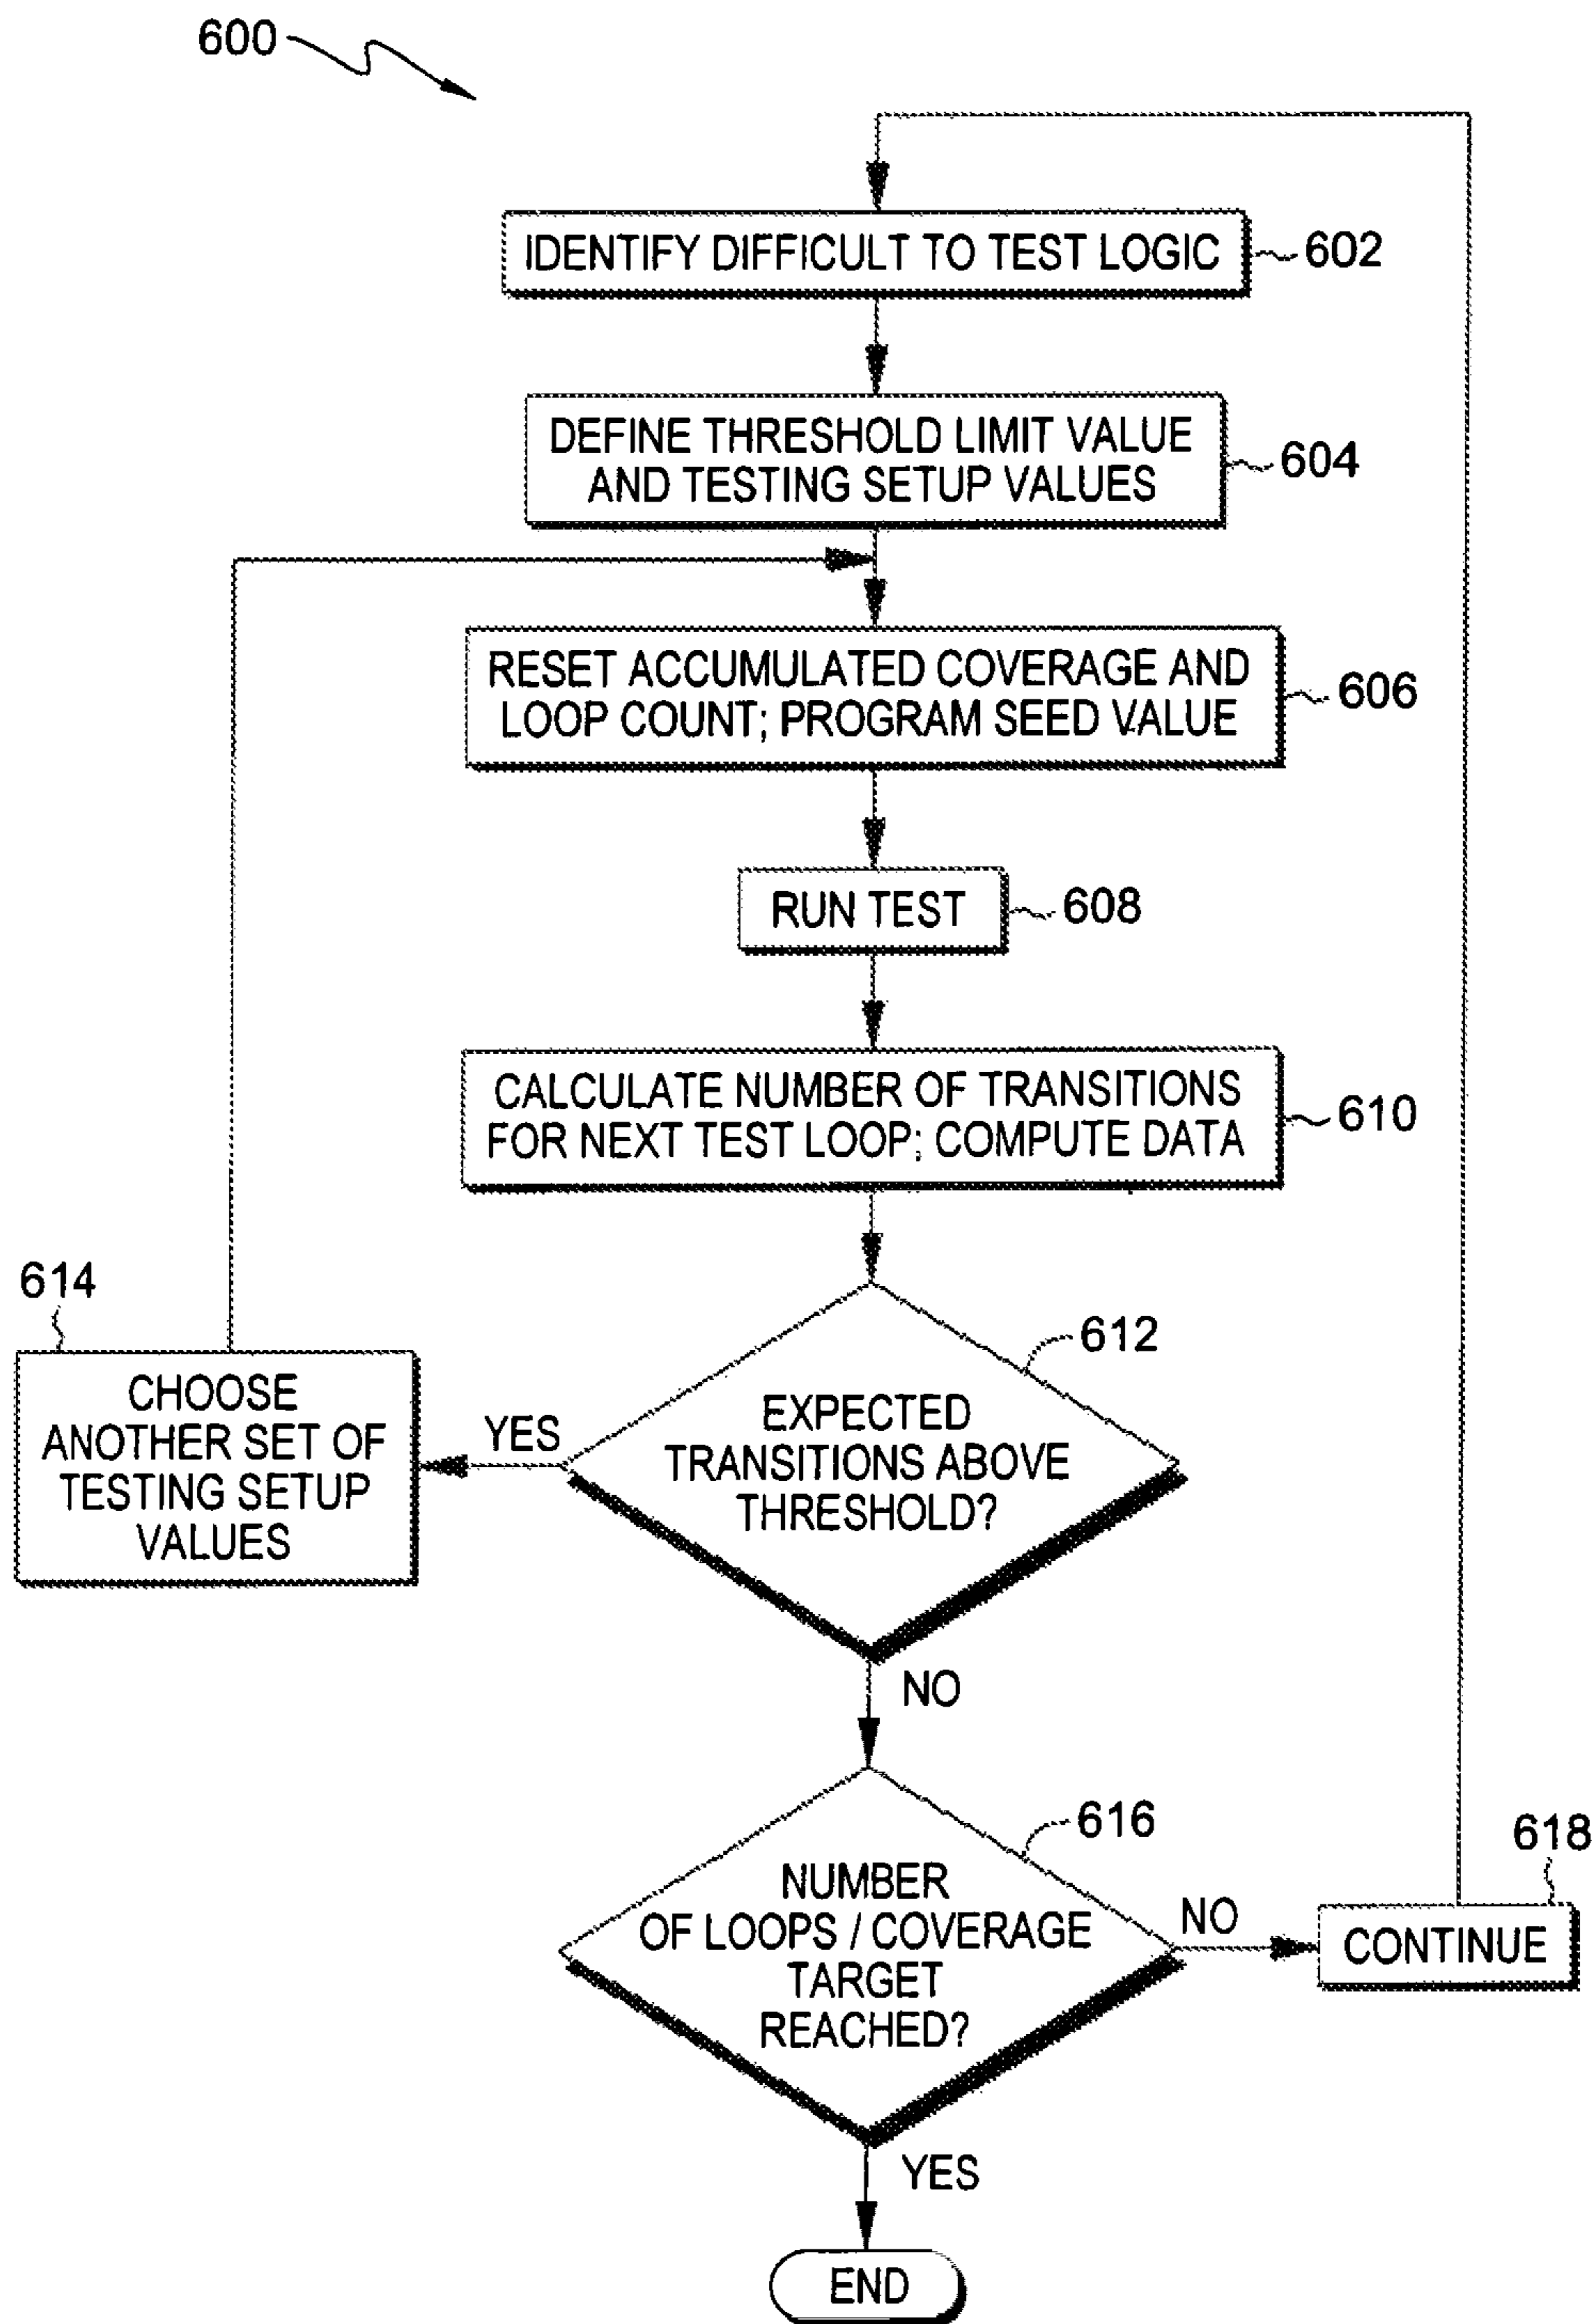 600
IDENTIFY DIFFICULT TO TEST LOGIC
602
DEFINE THRESHOLD LIMIT VALUE
AND TESTING SETUP VALUES
604
RESET ACCUMULATED COVERAGE AND
LOOP COUNT; PROGRAM SEED VALUE
606
RUN TEST
608
CALCULATE NUMBER OF TRANSITIONS
FOR NEXT TEST LOOP; COMPUTE DATA
610
612
EXPECTED
TRANSITIONS ABOVE
THRESHOLD?
YES
614
CHOOSE
ANOTHER SET OF
TESTING SETUP
VALUES
NO
616
NUMBER
OF LOOPS / COVERAGE
TARGET
REACHED?
NO
618
CONTINUE
YES
END